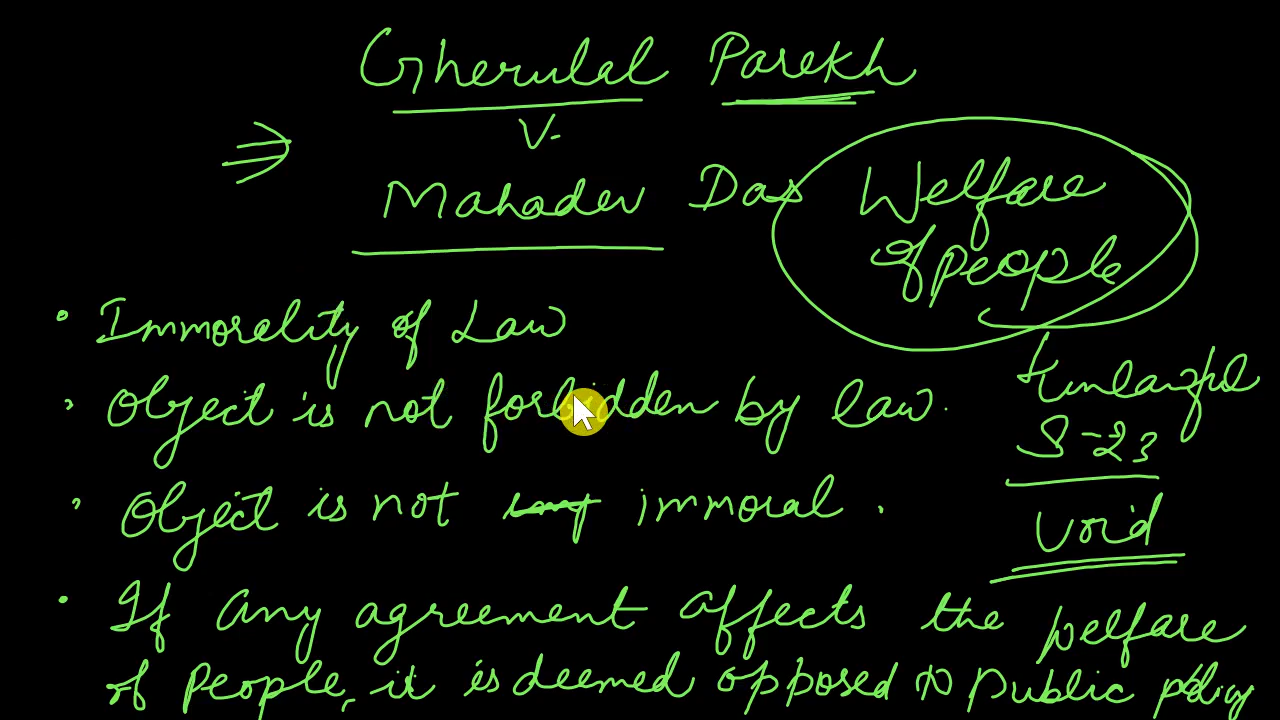 Gherulal Parekh
V.
Mahadev Das
Welfare
of people
• Immorality of Law
• Object is not forbidden by law.
unlawful
S-23
• Object is not immoral.
Void
• If any agreement affects the welfare
of people, it is deemed opposed to public policy